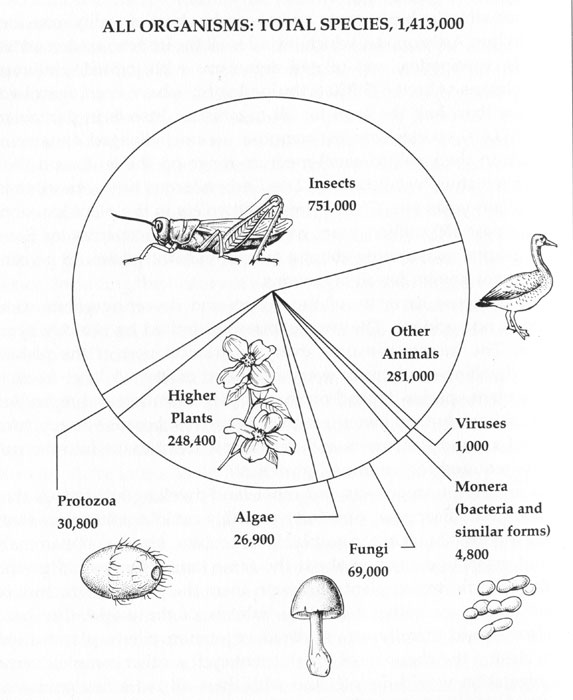 ALL ORGANISMS: TOTAL SPECIES, 1,413,000
Insects
751,000
Other
Animals
281,000
Higher
Plants
248,400
Viruses
1,000
Monera
(bacteria and
similar forms)
4,800
Protozoa
30,800
Algae
26,900
Fungi
69,000